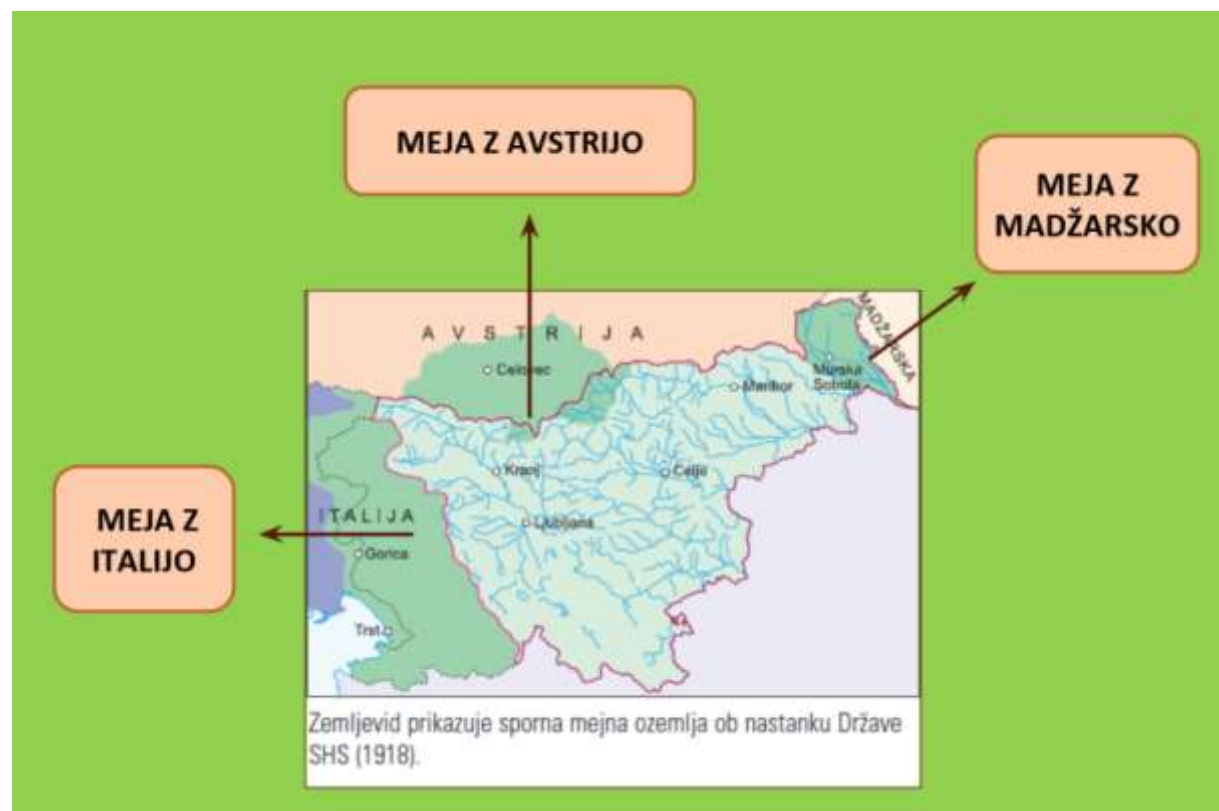 MEJA Z AVSTRIJO
MEJA Z
MADŽARSKO
MADŽARSKA
AVSTRIJA
Celovec
Murska
Sobota
Maribor
Kranj
Celje
MEJA Z
ITALIJO
ITALIJA
Ljubljana
Gorica
Trst
Zemljevid prikazuje sporna mejna ozemlja ob nastanku Države
SHS (1918).